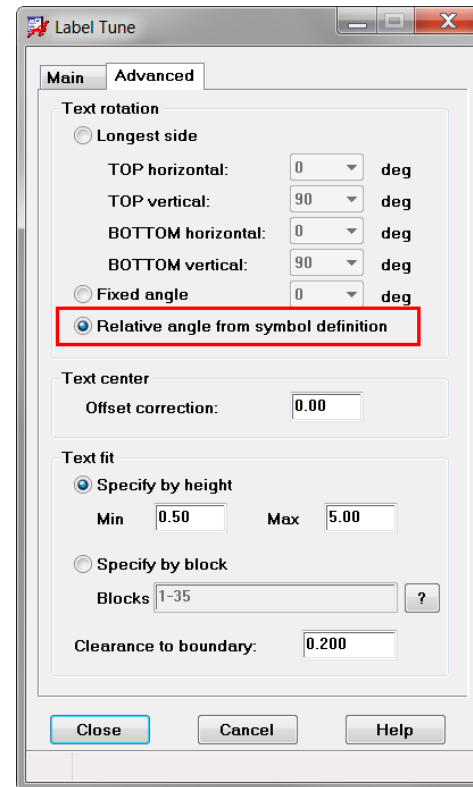 Label Tune
Main Advanced
Text rotation
Longest side
TOP horizontal: 0 deg
TOP vertical: 90 deg
BOTTOM horizontal: 0 deg
BOTTOM vertical: 90 deg
Fixed angle 0 deg
Relative angle from symbol definition
Text center
Offset correction: 0.00
Text fit
Specify by height
Min 0.50 Max 5.00
Specify by block
Blocks 1-35 ?
Clearance to boundary: 0.200
Close Cancel Help